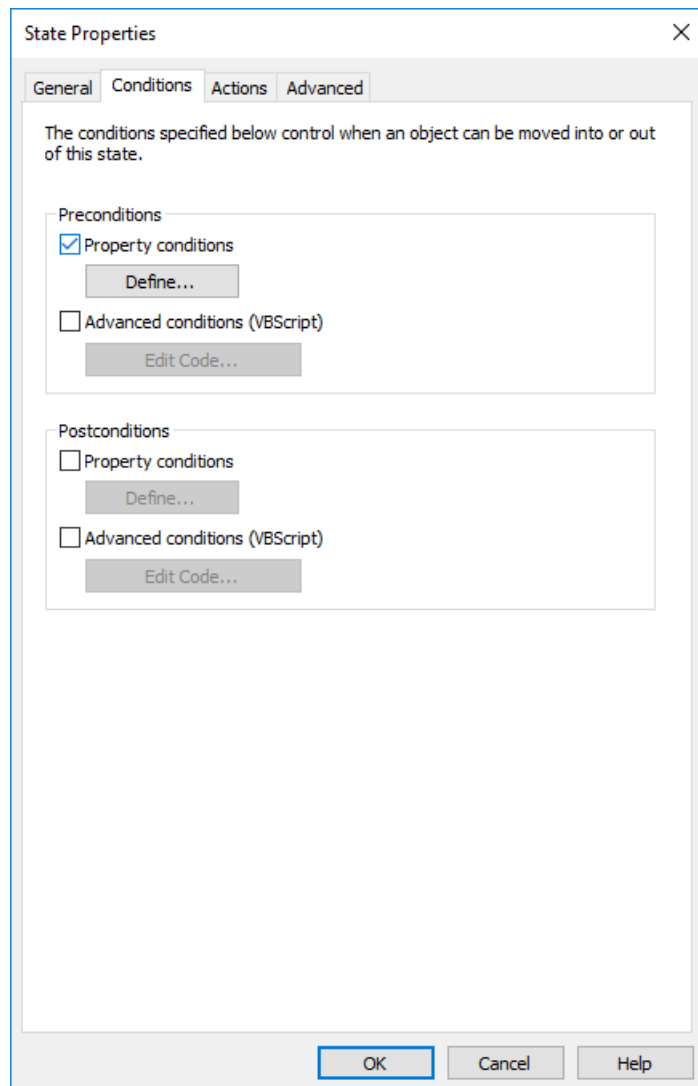 State Properties
General Conditions Actions Advanced
The conditions specified below control when an object can be moved into or out
of this state.
Preconditions
Property conditions
Define...
Advanced conditions (VBScript)
Edit Code...
Postconditions
Property conditions
Define...
Advanced conditions (VBScript)
Edit Code...
OK Cancel Help